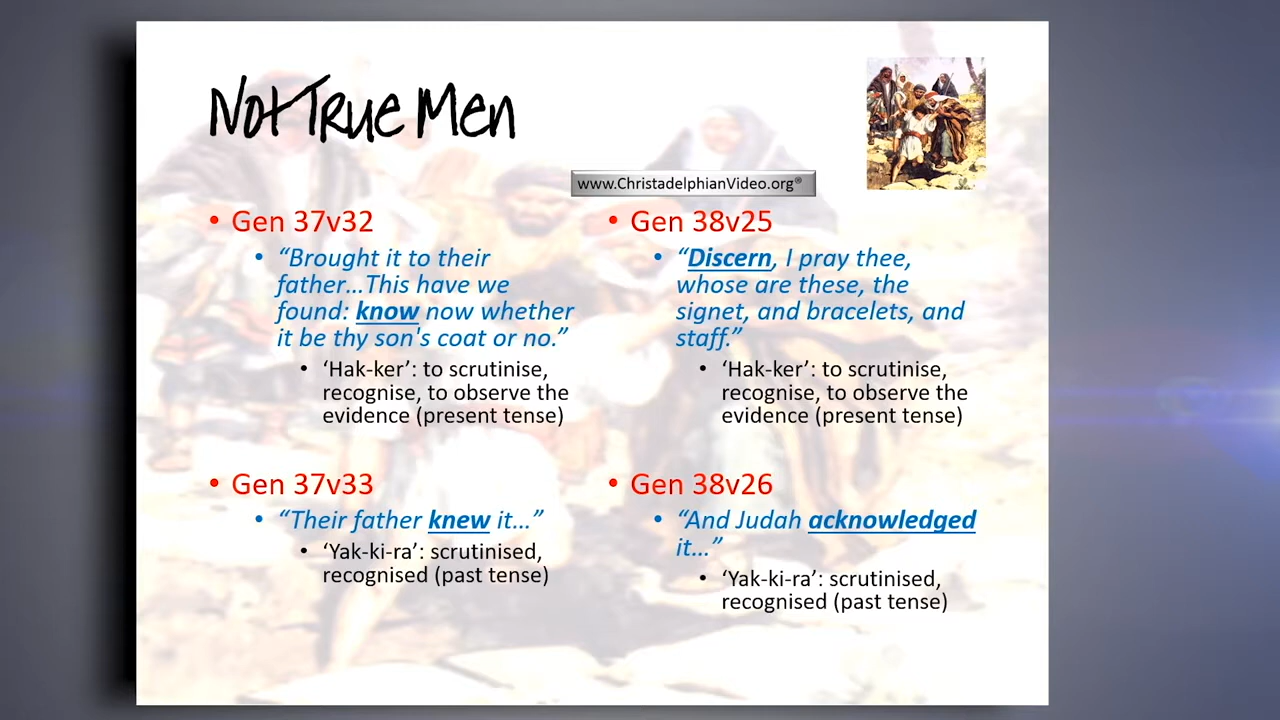 Not True Men
www.ChristadelphianVideo.org®
• Gen 37v32
• “Brought it to their
father…This have we
found: know now whether
it be thy son's coat or no.”
• ‘Hak-ker’: to scrutinise,
recognise, to observe the
evidence (present tense)
• Gen 37v33
• “Their father knew it…”
• ‘Yak-ki-ra’: scrutinised,
recognised (past tense)
• Gen 38v25
• “Discern, I pray thee,
whose are these, the
signet, and bracelets, and
staff.”
• ‘Hak-ker’: to scrutinise,
recognise, to observe the
evidence (present tense)
• Gen 38v26
• “And Judah acknowledged
it…”
• ‘Yak-ki-ra’: scrutinised,
recognised (past tense)